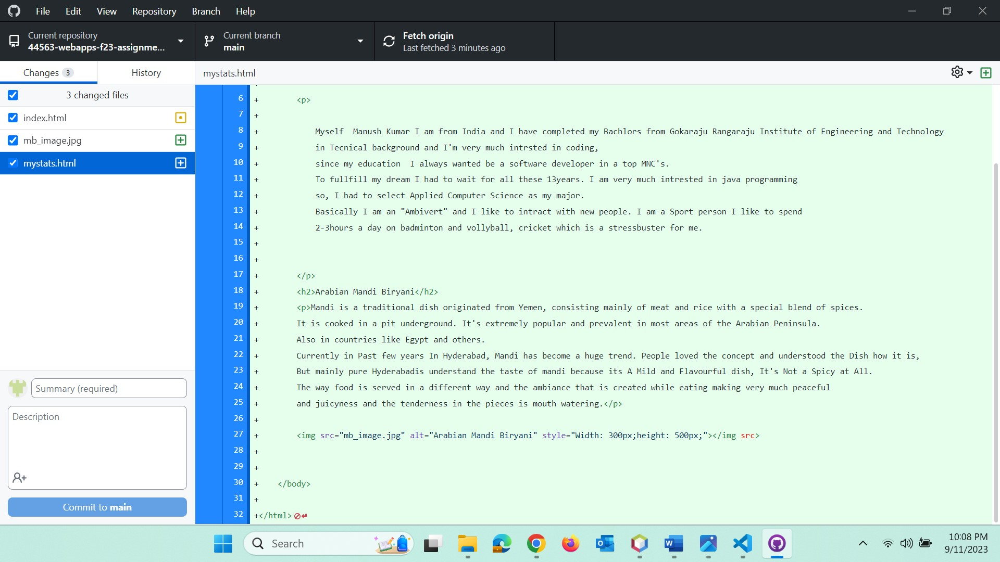 File Edit View Repository Branch Help
Current repository
44563-webapps-f23-assignme...
Current branch
main
Fetch origin
Last fetched 3 minutes ago
Changes 3
History
mystats.html
3 changed files
index.html
mb_image.jpg
mystats.html
6 + <p>
7 +
8 + Myself  Manush Kumar I am from India and I have completed my Bachlors from Gokaraju Rangaraju Institute of Engineering and Technology
9 + in Tecnical background and I'm very much intrsted in coding,
10 + since my education  I always wanted be a software developer in a top MNC's.
11 + To fullfill my dream I had to wait for all these 13years. I am very much intrested in java programming
12 + so, I had to select Applied Computer Science as my major.
13 + Basically I am an "Ambivert" and I like to intract with new people. I am a Sport person I like to spend
14 + 2-3hours a day on badminton and vollyball, cricket which is a stressbuster for me.
15 +
16 +
17 + </p>
18 + <h2>Arabian Mandi Biryani</h2>
19 + <p>Mandi is a traditional dish originated from Yemen, consisting mainly of meat and rice with a special blend of spices.
20 + It is cooked in a pit underground. It's extremely popular and prevalent in most areas of the Arabian Peninsula.
21 + Also in countries like Egypt and others.
22 + Currently in Past few years In Hyderabad, Mandi has become a huge trend. People loved the concept and understood the Dish how it is,
23 + But mainly pure Hyderabadis understand the taste of mandi because its A Mild and Flavourful dish, It's Not a Spicy at All.
24 + The way food is served in a different way and the ambiance that is created while eating making very much peaceful
25 + and juicyness and the tenderness in the pieces is mouth watering.</p>
26 +
27 + <img src="mb_image.jpg" alt="Arabian Mandi Biryani" style="Width: 300px;height: 500px;"></img src>
28 +
29 +
30 + </body>
31 +
32 +</html>
Summary (required)
Description
Commit to main
Search
10:08 PM
9/11/2023